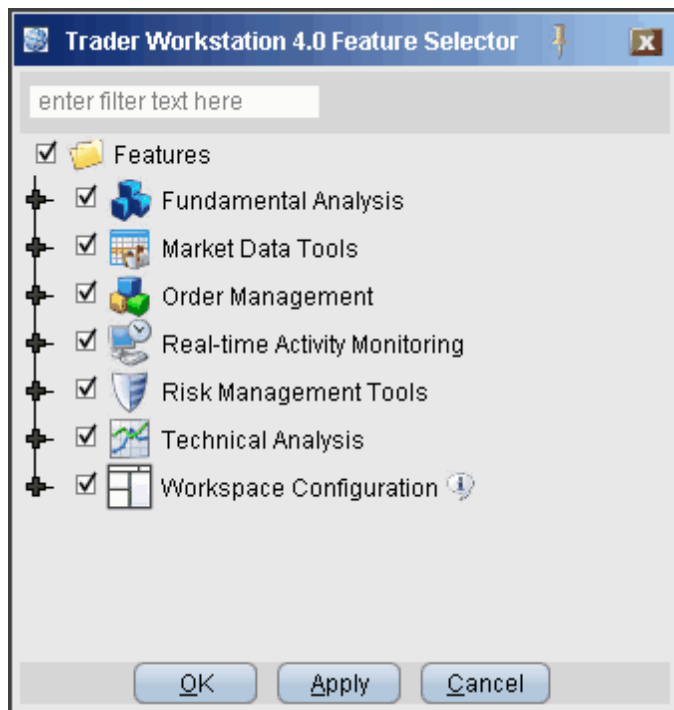 Trader Workstation 4.0 Feature Selector
enter filter text here
Features
Fundamental Analysis
Market Data Tools
Order Management
Real-time Activity Monitoring
Risk Management Tools
Technical Analysis
Workspace Configuration
OK Apply Cancel